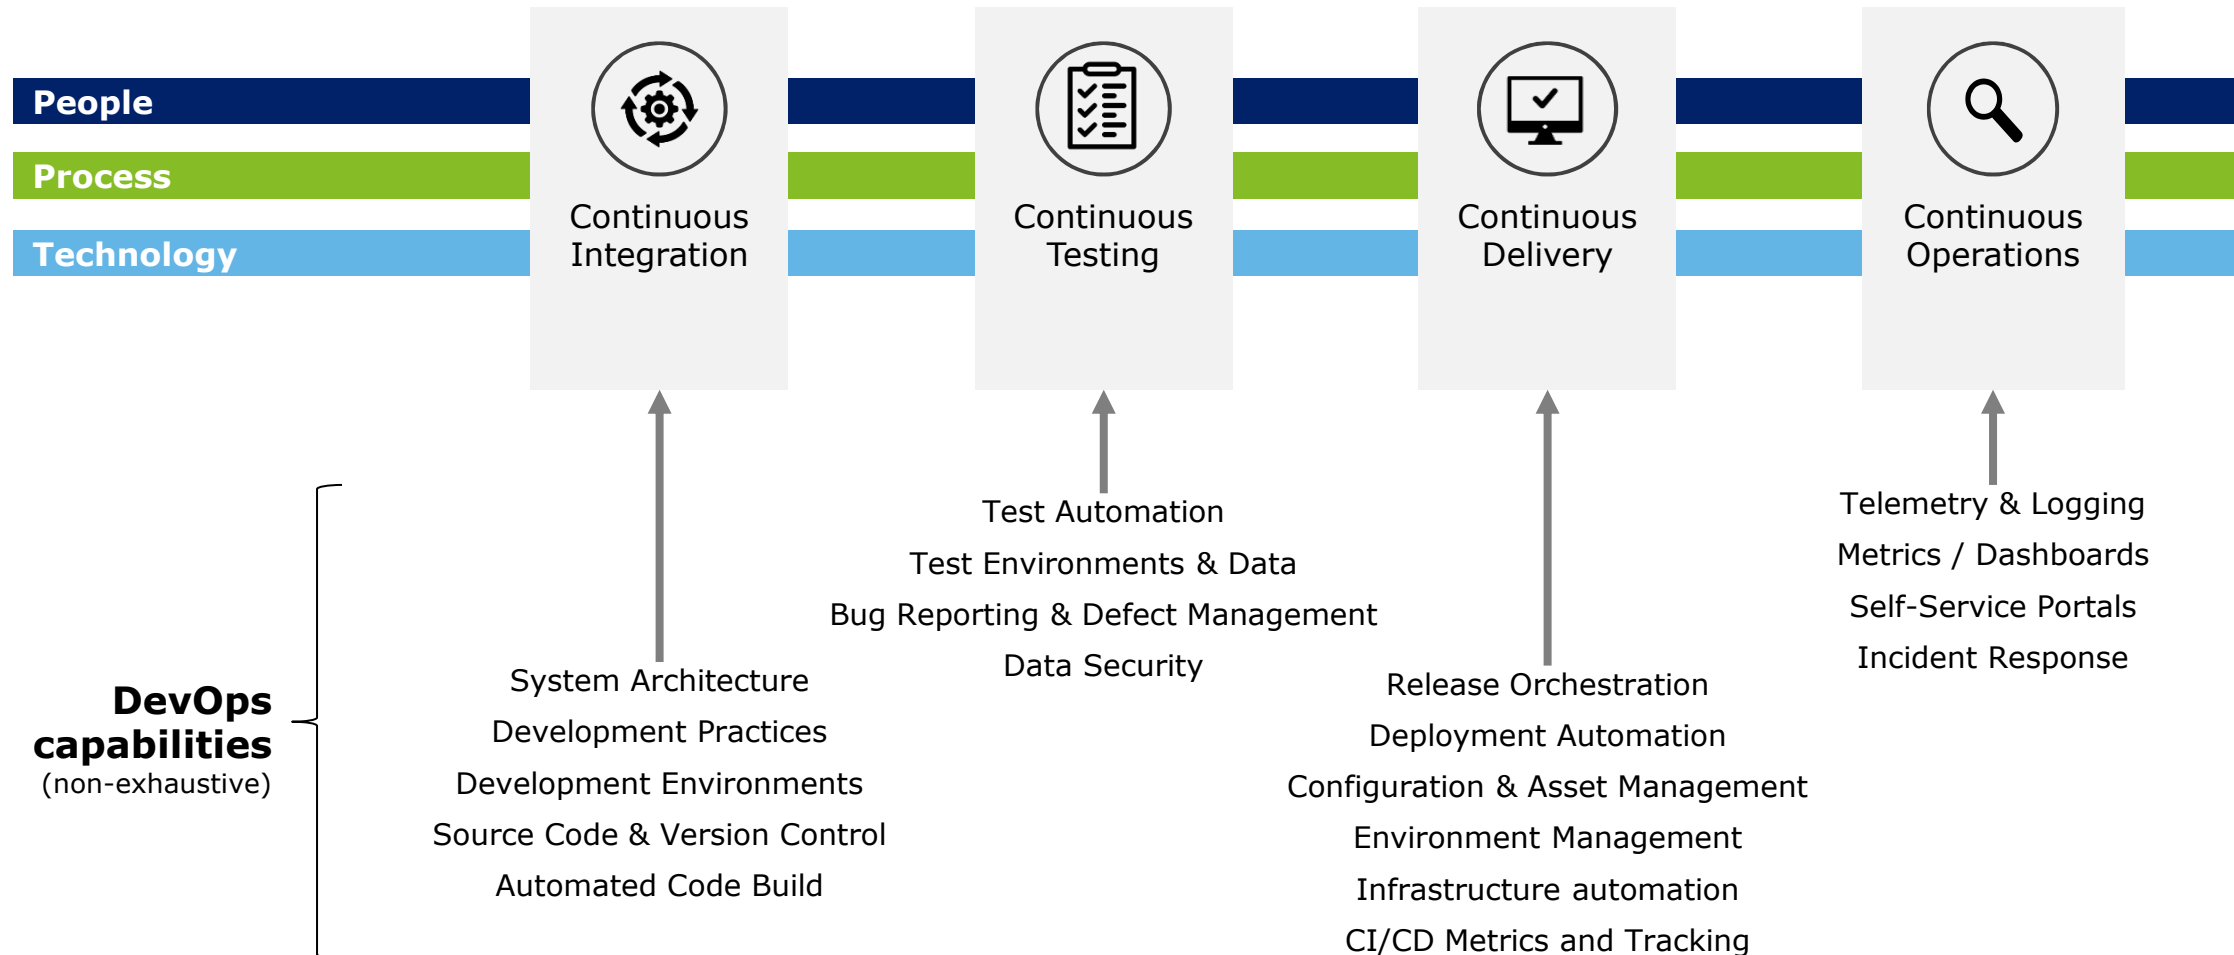 People
Process
Technology
Continuous
Integration
Continuous
Testing
Continuous
Delivery
Continuous
Operations
DevOps
capabilities
(non-exhaustive)
System Architecture
Development Practices
Development Environments
Source Code & Version Control
Automated Code Build
Test Automation
Test Environments & Data
Bug Reporting & Defect Management
Data Security
Release Orchestration
Deployment Automation
Configuration & Asset Management
Environment Management
Infrastructure automation
CI/CD Metrics and Tracking
Telemetry & Logging
Metrics / Dashboards
Self-Service Portals
Incident Response